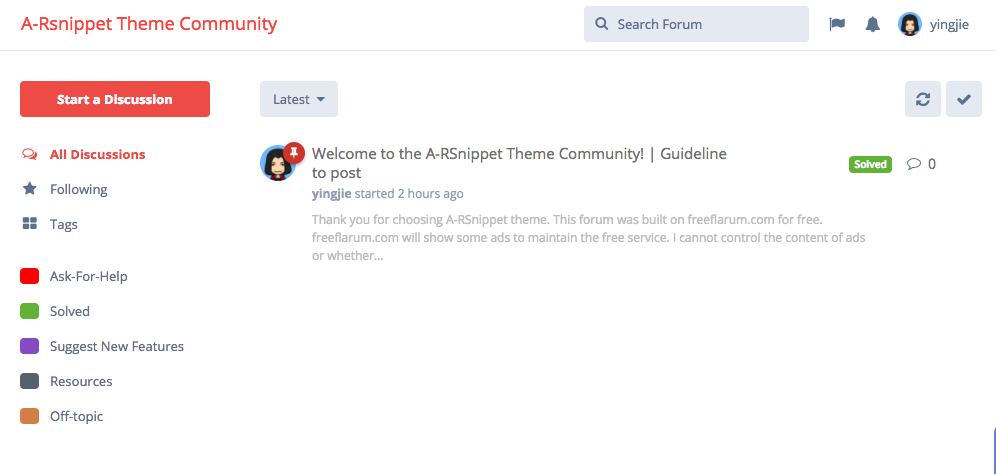 A-Rsnippet Theme Community
Search Forum
yingjie
Start a Discussion
Latest
All Discussions
Following
Tags
Ask-For-Help
Solved
Suggest New Features
Resources
Off-topic
Welcome to the A-RSnippet Theme Community! | Guideline
to post
Solved
0
yingjie started 2 hours ago
Thank you for choosing A-RSnippet theme. This forum was built on freeflarum.com for free.
freeflarum.com will show some ads to maintain the free service. I cannot control the content of ads
or whether...